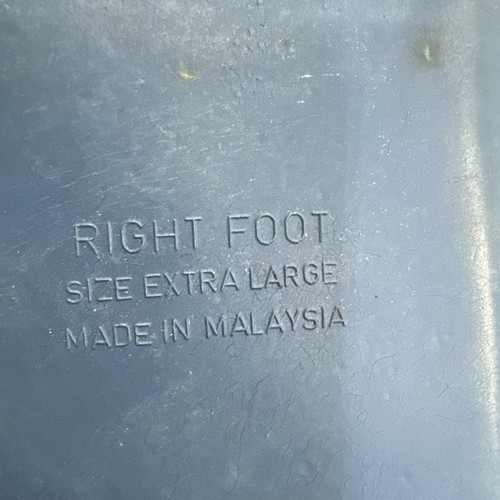 RIGHT FOOT
SIZE EXTRA LARGE
MADE IN MALAYSIA